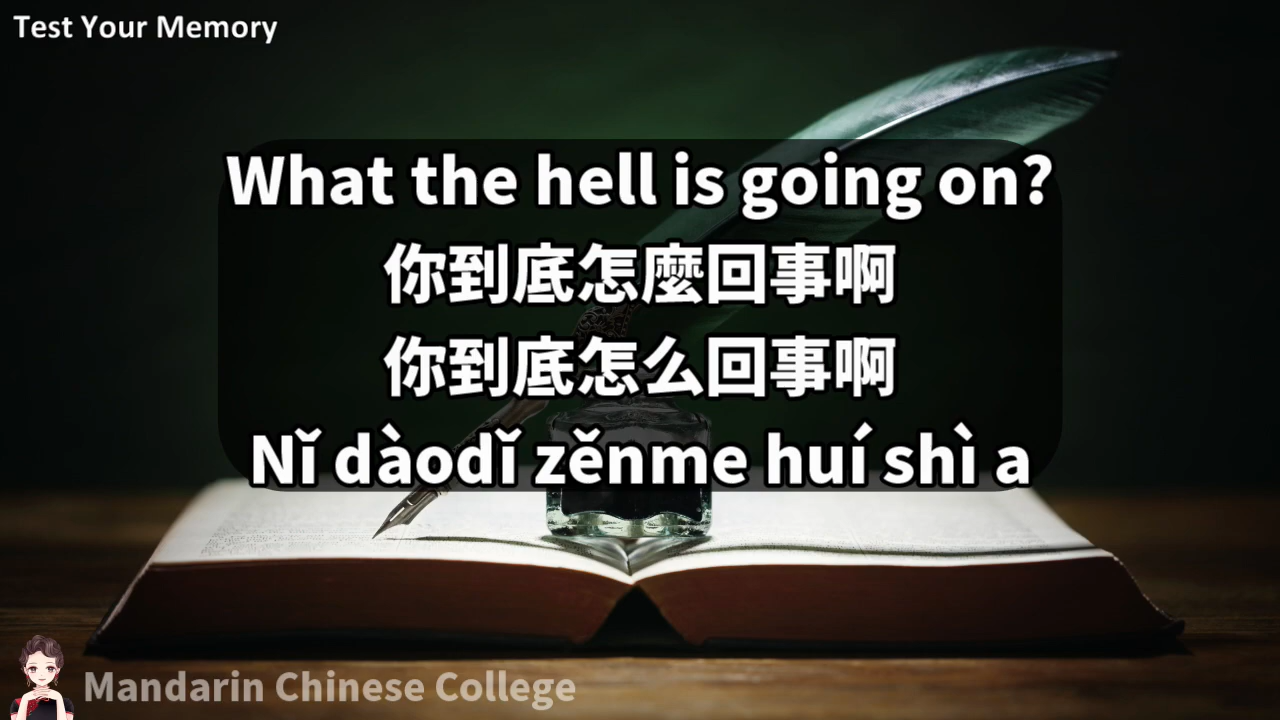 Test Your Memory
What the hell is going on?
你到底怎麼回事啊
你到底怎么回事啊
Nǐ dàodǐ zěnme huí shì a
Mandarin Chinese College